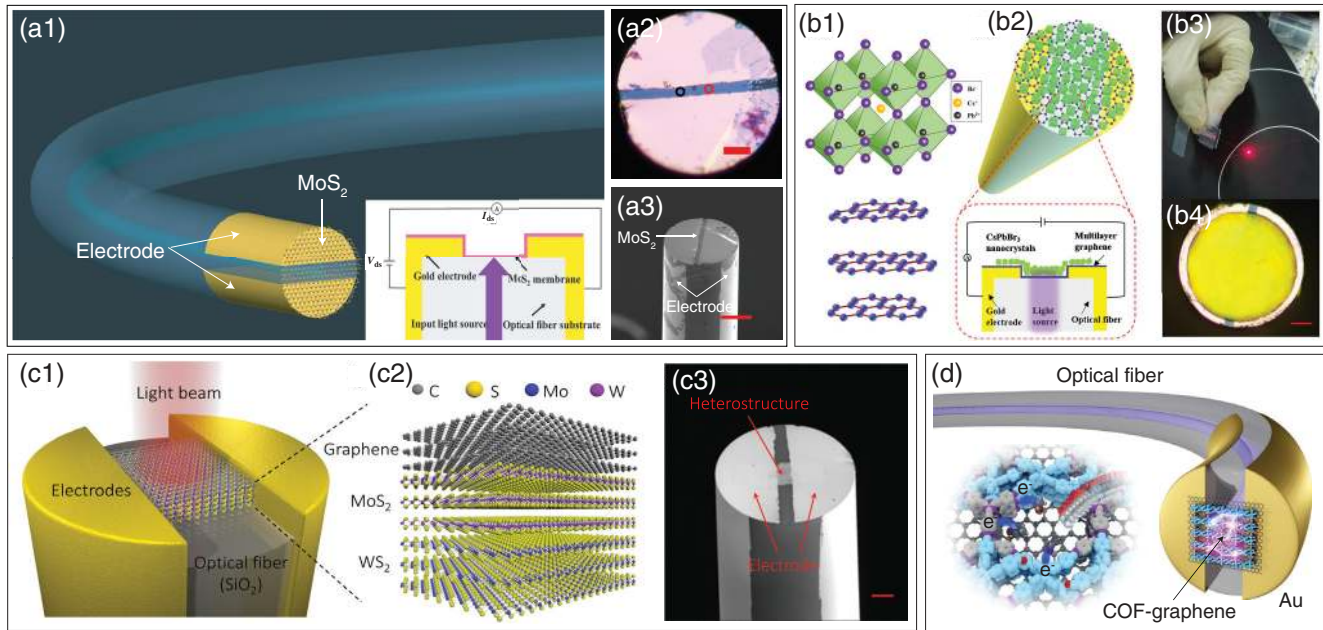 (a1)
MoS2
Electrode
Ids
A
Vds
Gold electrode
MoS2 membrane
Input light source
Optical fiber substrate
(a2)
(a3)
MoS2
Electrode
(b1)
Br-
Cs+
Pb2+
(b2)
CsPbBr3 nanocrystals
Multilayer graphene
Gold electrode
Light source
Optical fiber
(b3)
(b4)
(c1)
Light beam
Electrodes
Optical fiber
(SiO2)
(c2)
C
S
Mo
W
Graphene
MoS2
WS2
(c3)
Heterostructure
Electrode
(d)
Optical fiber
e-
e-
e-
COF-graphene
Au